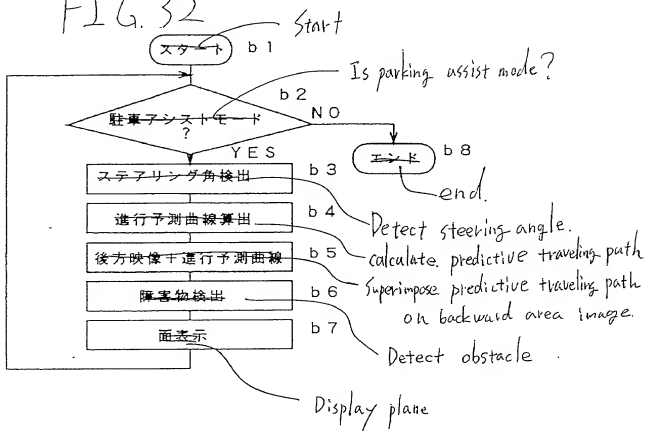 FIG. 32
Start
スタート b1
Is parking assist mode?
b2
駐車アシストモード
?
NO
YES
エンド b8
end.
ステアリング角検出 b3
Detect steering angle.
進行予測曲線算出 b4
calculate predictive traveling path
後方映像+進行予測曲線 b5
Superimpose predictive traveling path
on backward area image.
障害物検出 b6
Detect obstacle.
面表示 b7
Display plane